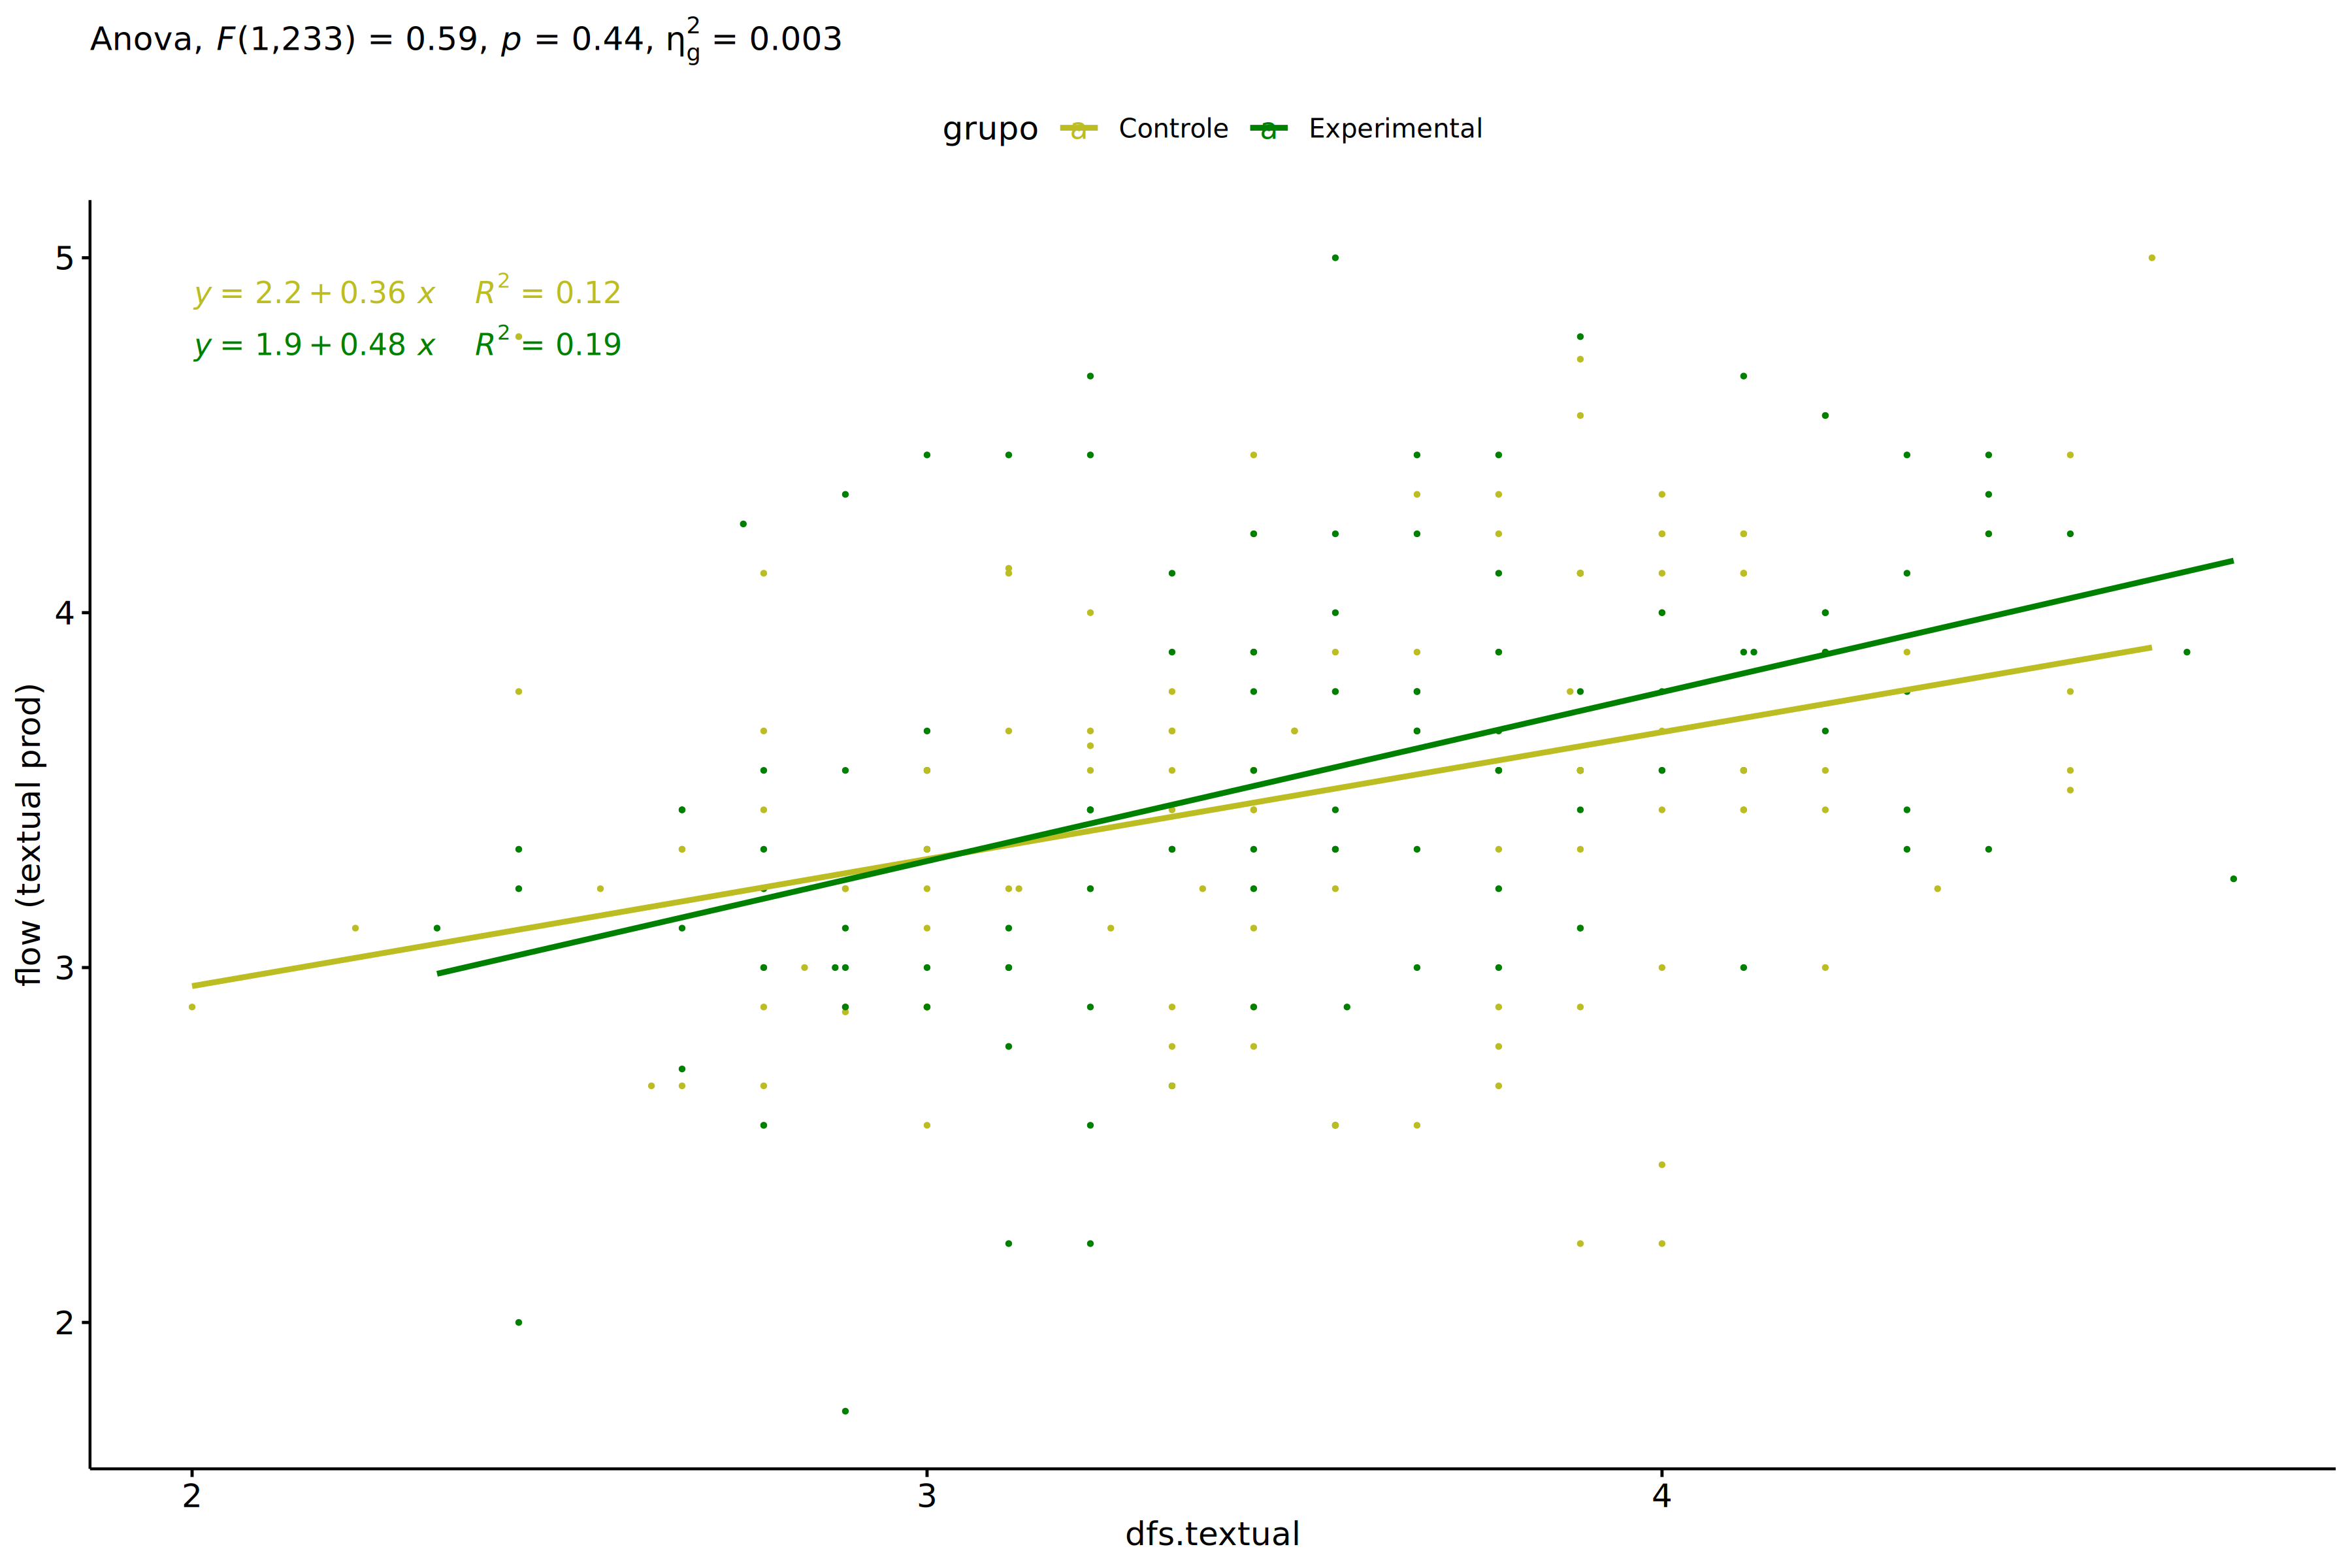 Anova, F(1,233) = 0.59, p = 0.44, η²g = 0.003
grupo a Controle a Experimental
5
y = 2.2 + 0.36 x R² = 0.12
y = 1.9 + 0.48 x R² = 0.19
4
3
2
flow (textual prod)
2 3 4
dfs.textual